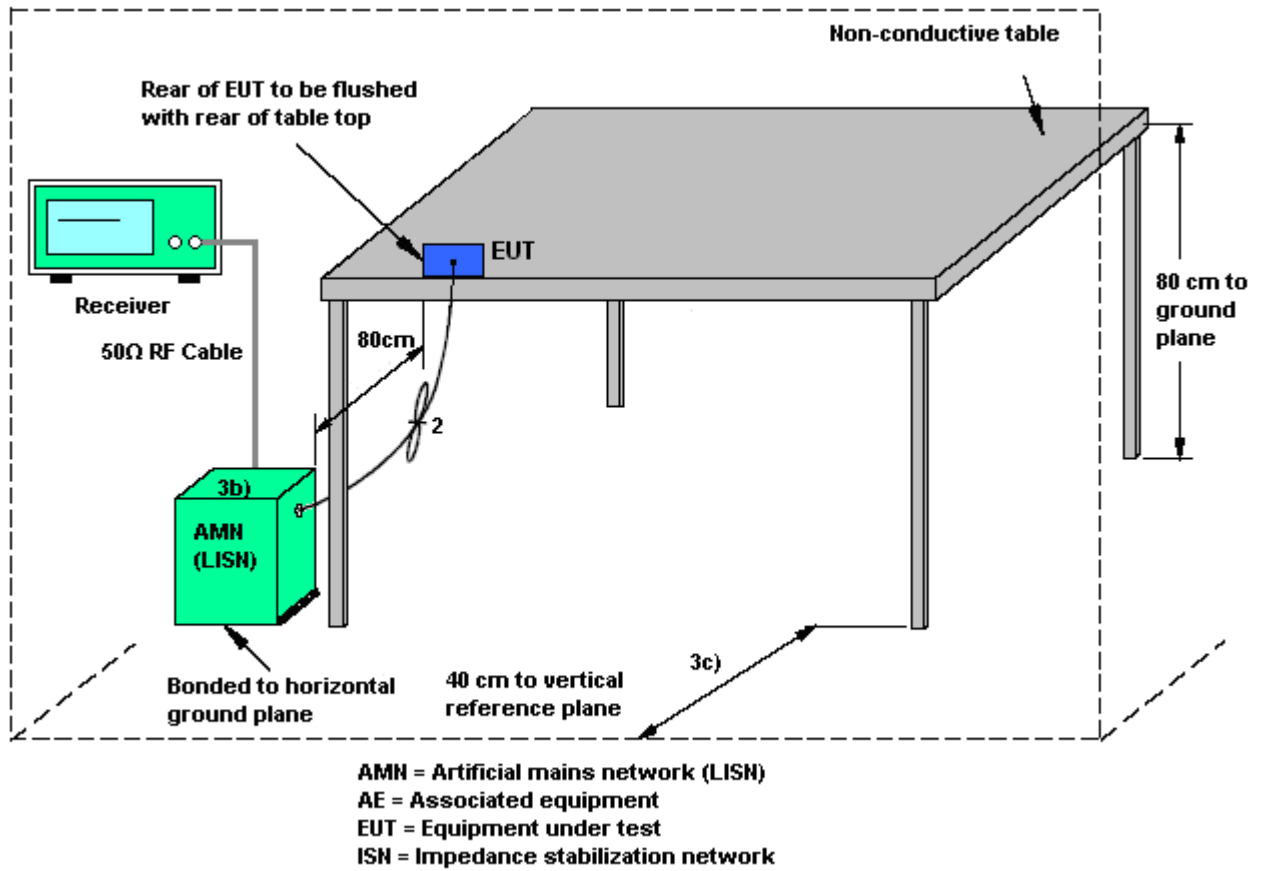 Non-conductive table
Rear of EUT to be flushed
with rear of table top
EUT
Receiver
80 cm to
ground
plane
80cm
50Ω RF Cable
2
3b)
AMN
(LISN)
3c)
Bonded to horizontal
ground plane
40 cm to vertical
reference plane
AMN = Artificial mains network (LISN)
AE = Associated equipment
EUT = Equipment under test
ISN = Impedance stabilization network